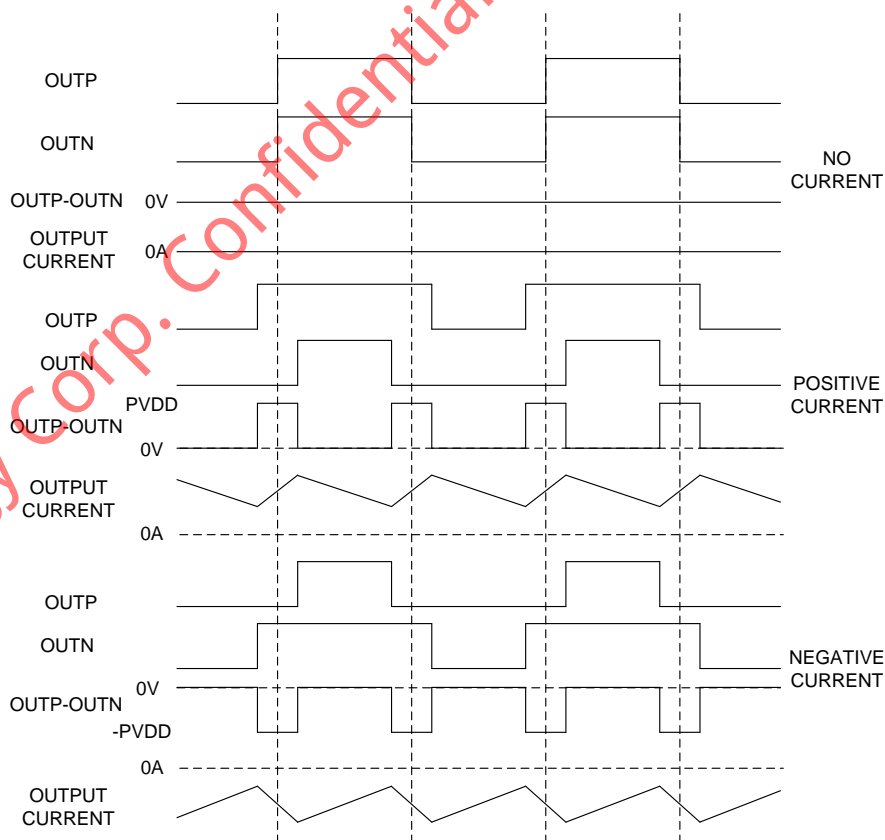 OUTP
OUTN
NO
CURRENT
OUTP-OUTN 0V
OUTPUT
CURRENT
0A
OUTP
OUTN
POSITIVE
CURRENT
PVDD
OUTP-OUTN
0V
OUTPUT
CURRENT
0A
OUTP
OUTN
NEGATIVE
CURRENT
0V
OUTP-OUTN
-PVDD
0A
OUTPUT
CURRENT
Corp. Confidential